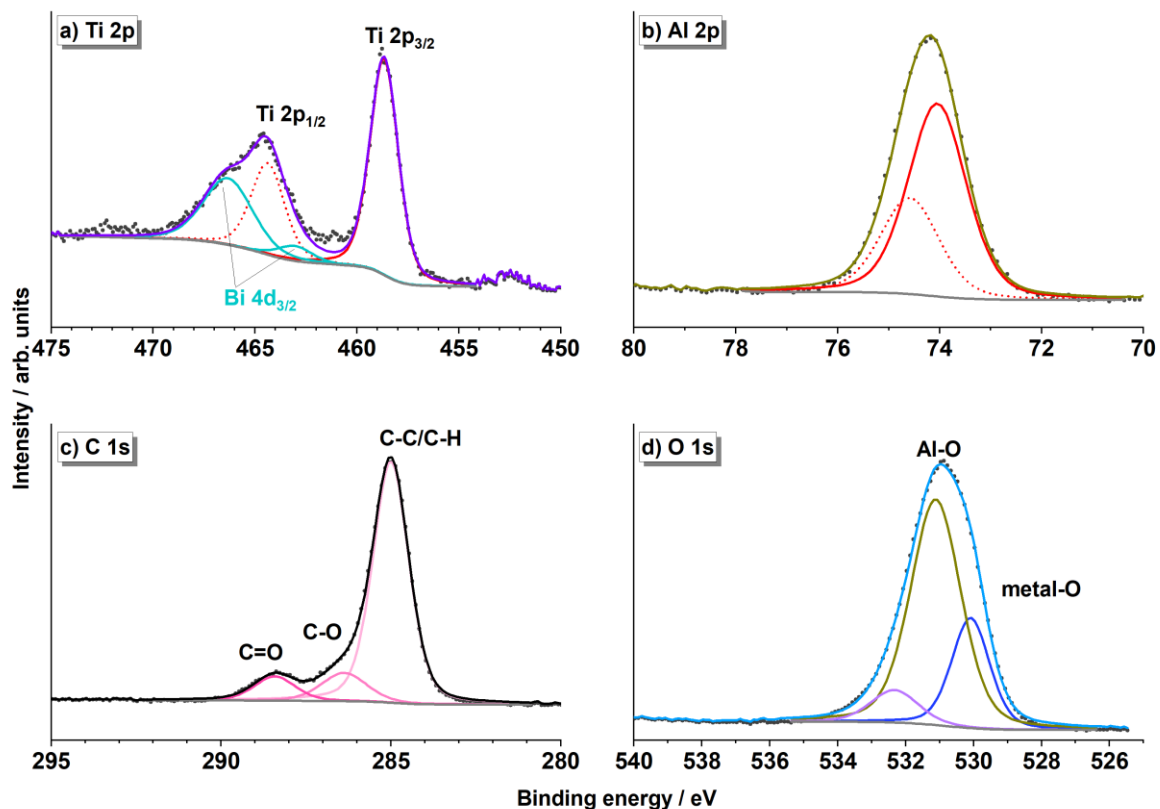 a) Ti 2p
Ti 2p3/2
Ti 2p1/2
Bi 4d3/2
475 470 465 460 455 450
b) Al 2p
80 78 76 74 72 70
Intensity / arb. units
c) C 1s
C-C/C-H
C-O
C=O
295 290 285 280
d) O 1s
Al-O
metal-O
540 538 536 534 532 530 528 526
Binding energy / eV